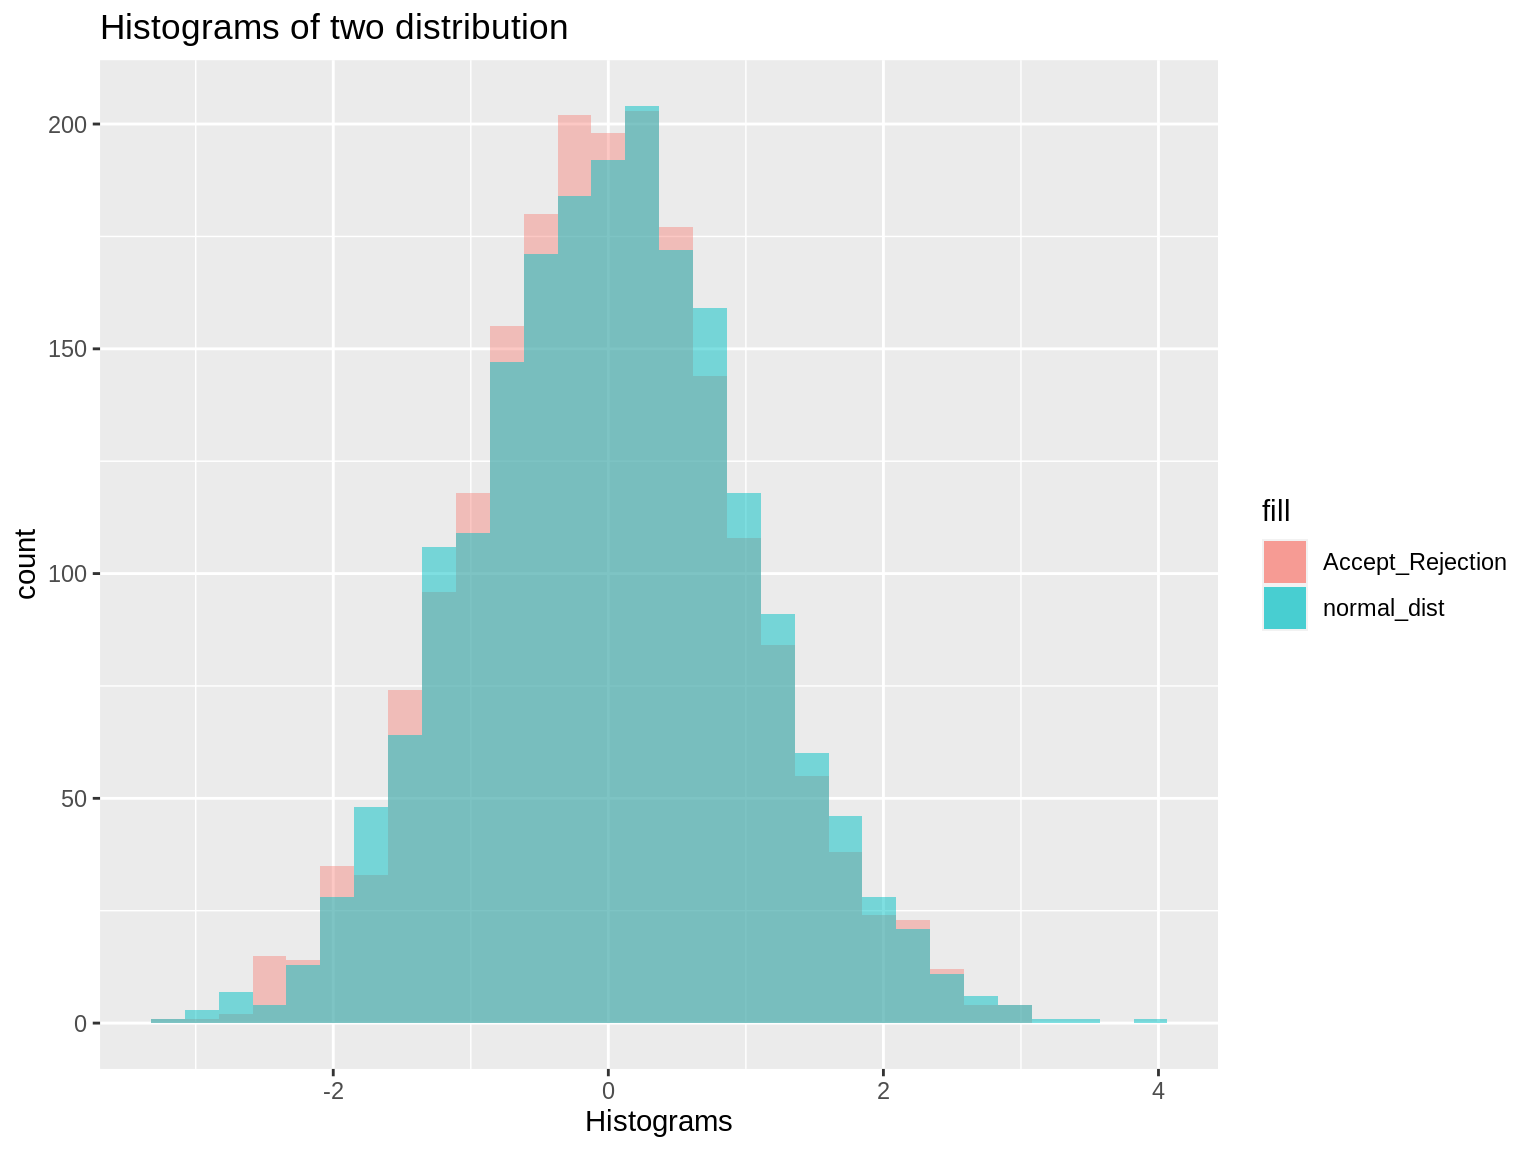 Histograms of two distribution
200
150
100
50
0
count
-2
0
2
4
Histograms
fill
Accept_Rejection
normal_dist